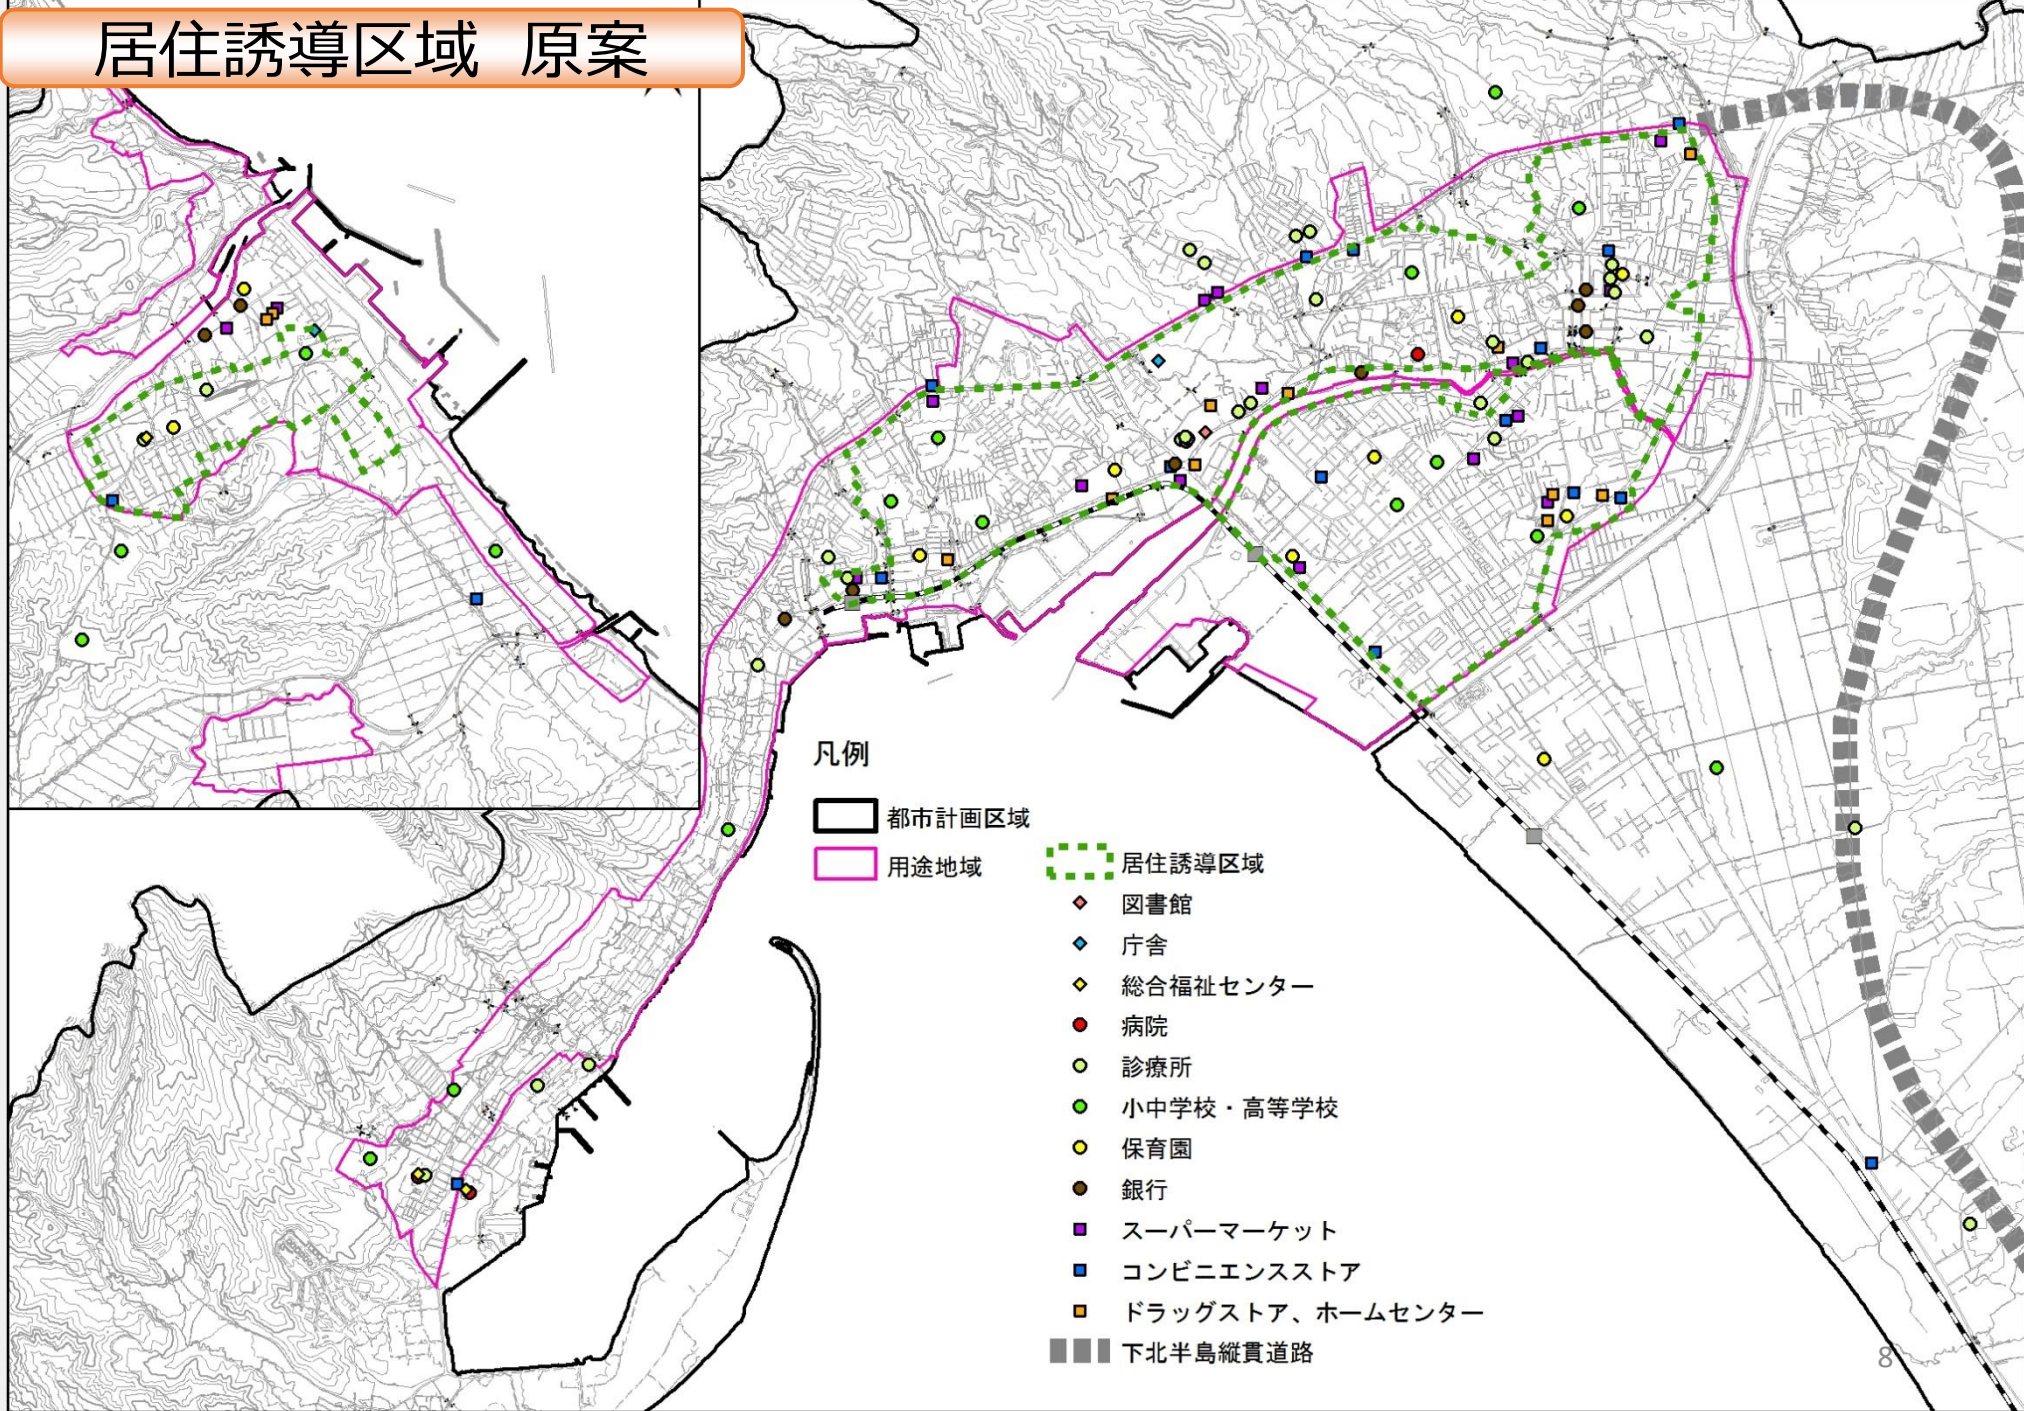 居住誘導区域 原案
凡例
都市計画区域
用途地域
居住誘導区域
図書館
庁舎
総合福祉センター
病院
診療所
小中学校・高等学校
保育園
銀行
スーパーマーケット
コンビニエンスストア
ドラッグストア、ホームセンター
下北半島縦貫道路
8